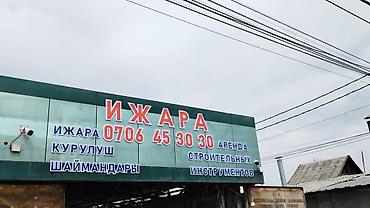 ИЖАРА
ИЖАРА 0706 45 30 30 АРЕНДА
КУРУЛУШ СТРОИТЕЛЬНЫХ
ШАЙМАНДАРЫ ИНСТРУМЕНТОВ